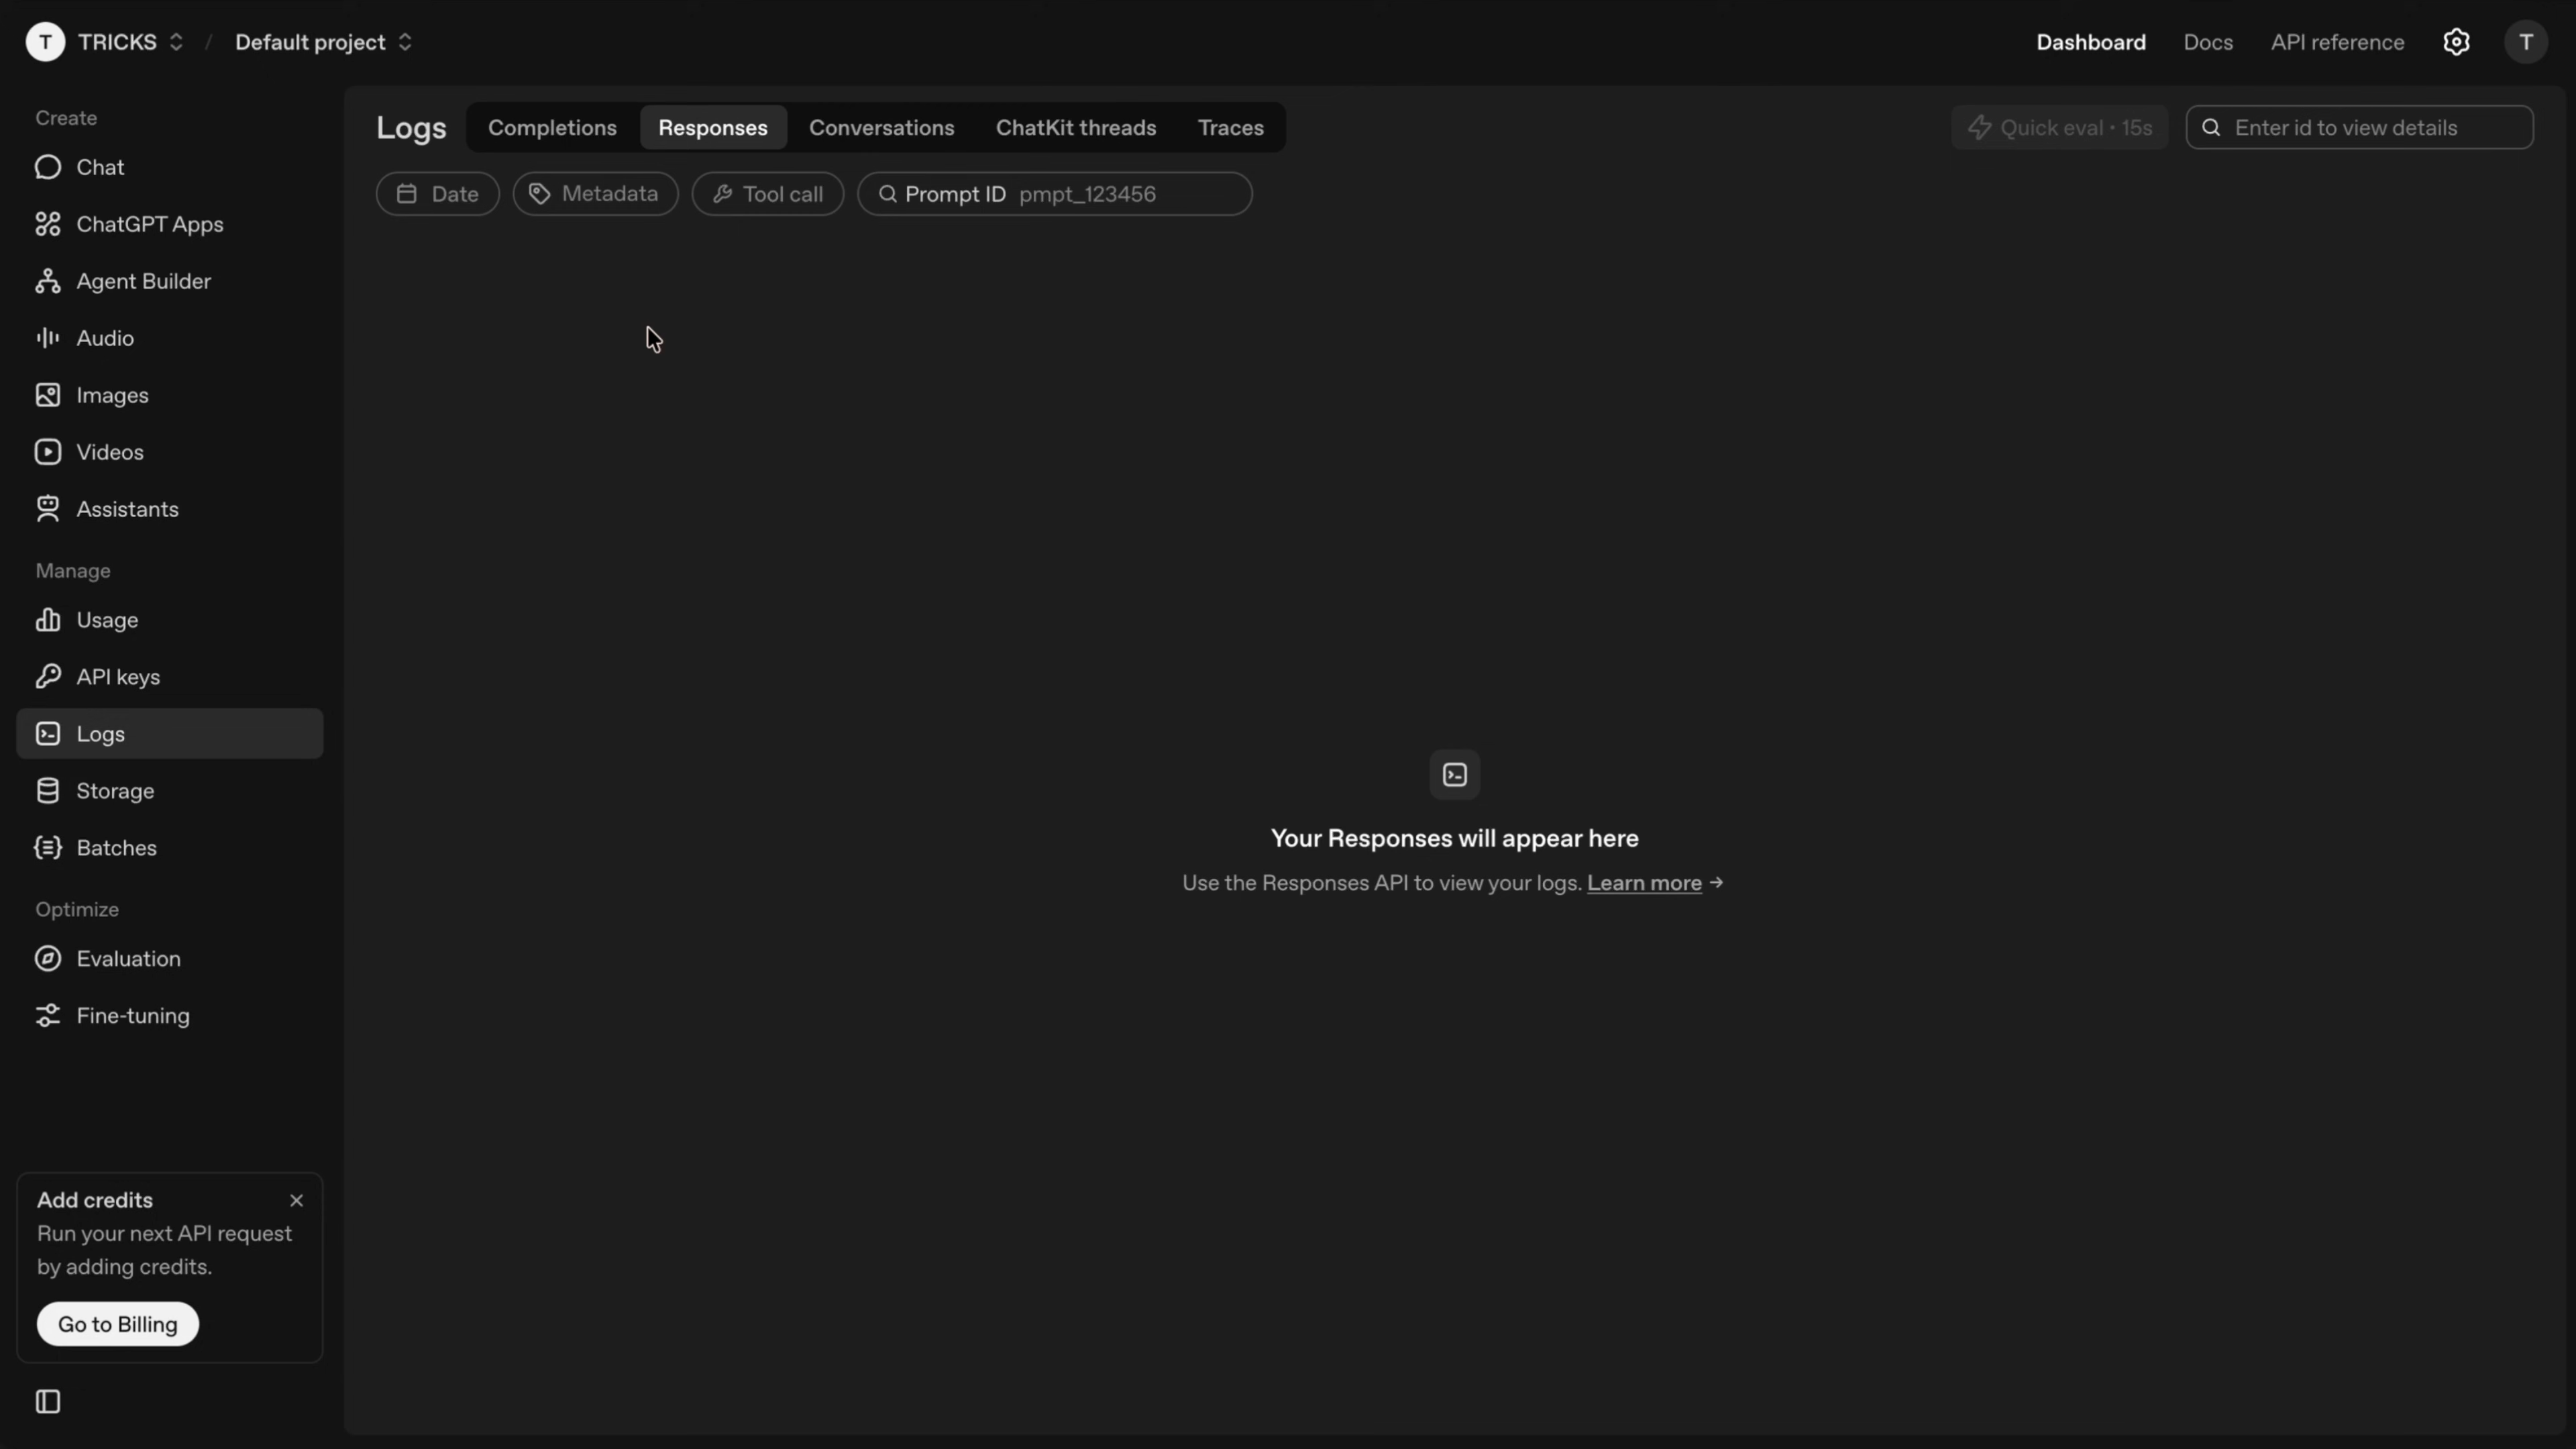 T TRICKS / Default project
Dashboard Docs API reference T
Create
Chat
ChatGPT Apps
Agent Builder
Audio
Images
Videos
Assistants
Manage
Usage
API keys
Logs
Storage
Batches
Optimize
Evaluation
Fine-tuning
Add credits
Run your next API request
by adding credits.
Go to Billing
Logs Completions Responses Conversations ChatKit threads Traces
Quick eval · 15s Enter id to view details
Date Metadata Tool call Prompt ID pmpt_123456
Your Responses will appear here
Use the Responses API to view your logs. Learn more →